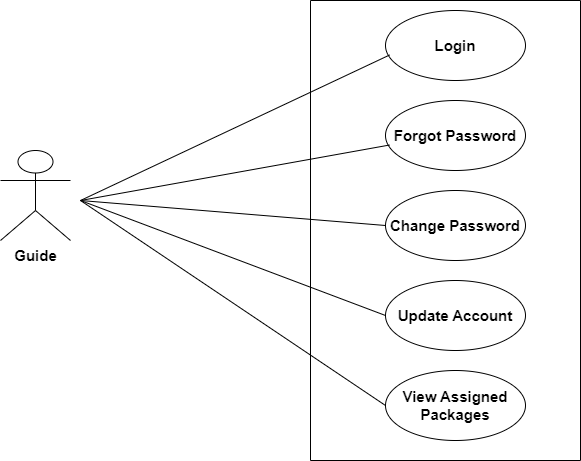 Login
Forgot Password
Change Password
Guide
Update Account
View Assigned
Packages